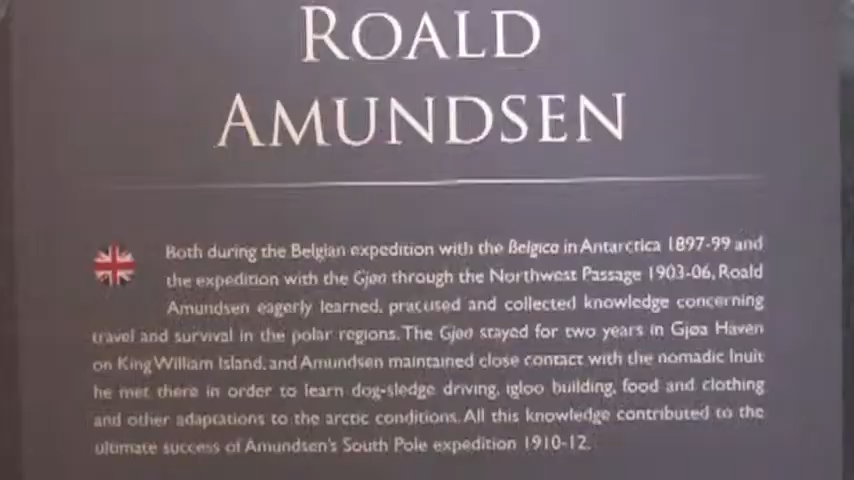 ROALD
AMUNDSEN
Both during the Belgian expedition with the Belgica in Antarctica 1897-99 and
the expedition with the Gjøa through the Northwest Passage 1903-06, Roald
Amundsen eagerly learned, practised and collected knowledge concerning
travel and survival in the polar regions. The Gjøa stayed for two years in Gjøa Haven
on King William Island, and Amundsen maintained close contact with the nomadic Inuit
he met there in order to learn dog-sledge driving, igloo building, food and clothing
and other adaptations to the arctic conditions. All this knowledge contributed to the
ultimate success of Amundsen's South Pole expedition 1910-12.